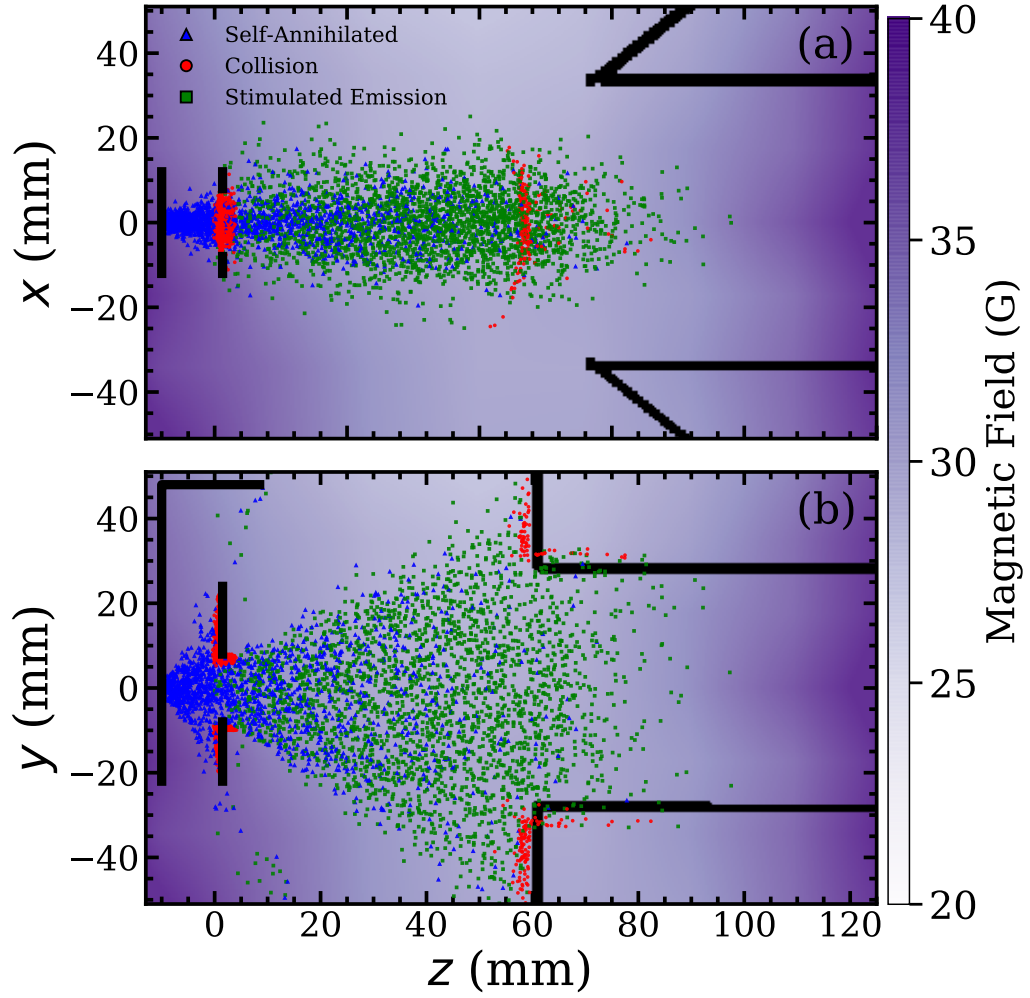 (a)
Self-Annihilated
Collision
Stimulated Emission
40
20
0
−20
−40
x (mm)
(b)
40
20
0
−20
−40
y (mm)
0
20
40
60
80
100
120
z (mm)
40
35
30
25
20
Magnetic Field (G)